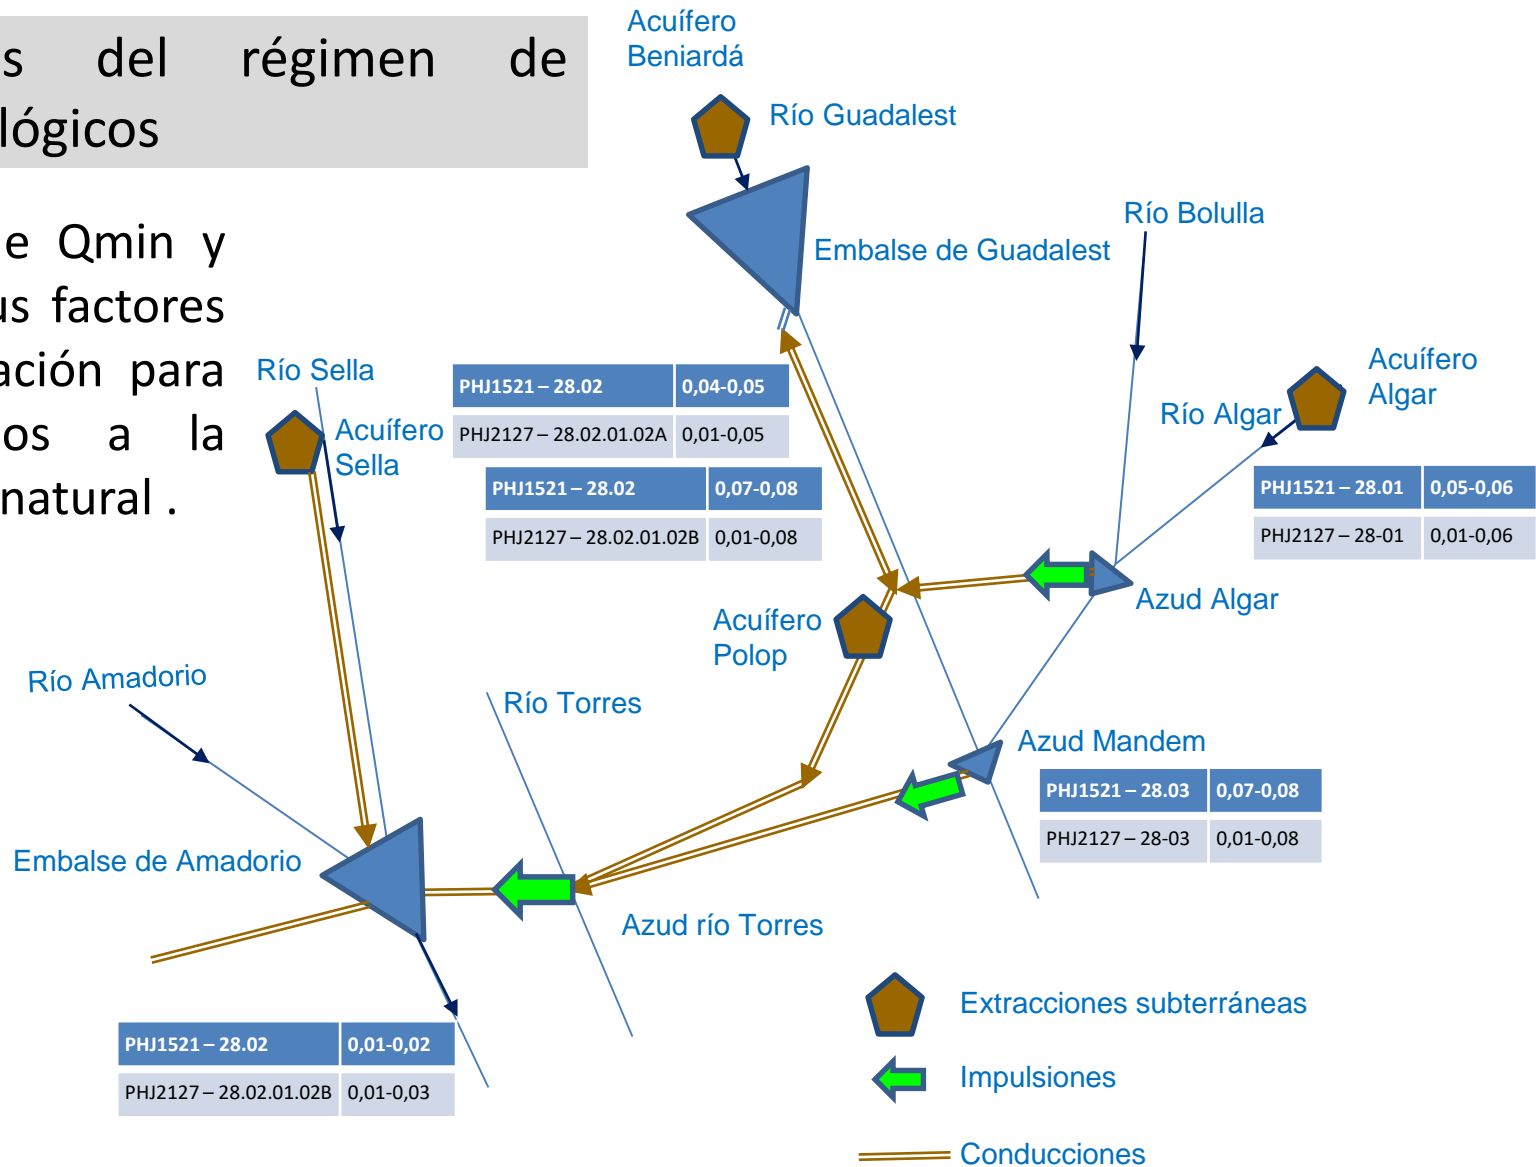 s del régimen de
lógicos
e Qmin y
us factores
ación para
os a la
natural .
Acuífero
Beniardá
Río Guadalest
Embalse de Guadalest
Río Bolulla
Acuífero
Algar
Río Algar
Río Sella
Acuífero
Sella
PHJ1521 – 28.02 0,04-0,05
PHJ2127 – 28.02.01.02A 0,01-0,05
PHJ1521 – 28.02 0,07-0,08
PHJ2127 – 28.02.01.02B 0,01-0,08
PHJ1521 – 28.01 0,05-0,06
PHJ2127 – 28-01 0,01-0,06
Azud Algar
Acuífero
Polop
Río Amadorio
Río Torres
Azud Mandem
PHJ1521 – 28.03 0,07-0,08
PHJ2127 – 28-03 0,01-0,08
Embalse de Amadorio
Azud río Torres
PHJ1521 – 28.02 0,01-0,02
PHJ2127 – 28.02.01.02B 0,01-0,03
Extracciones subterráneas
Impulsiones
Conducciones